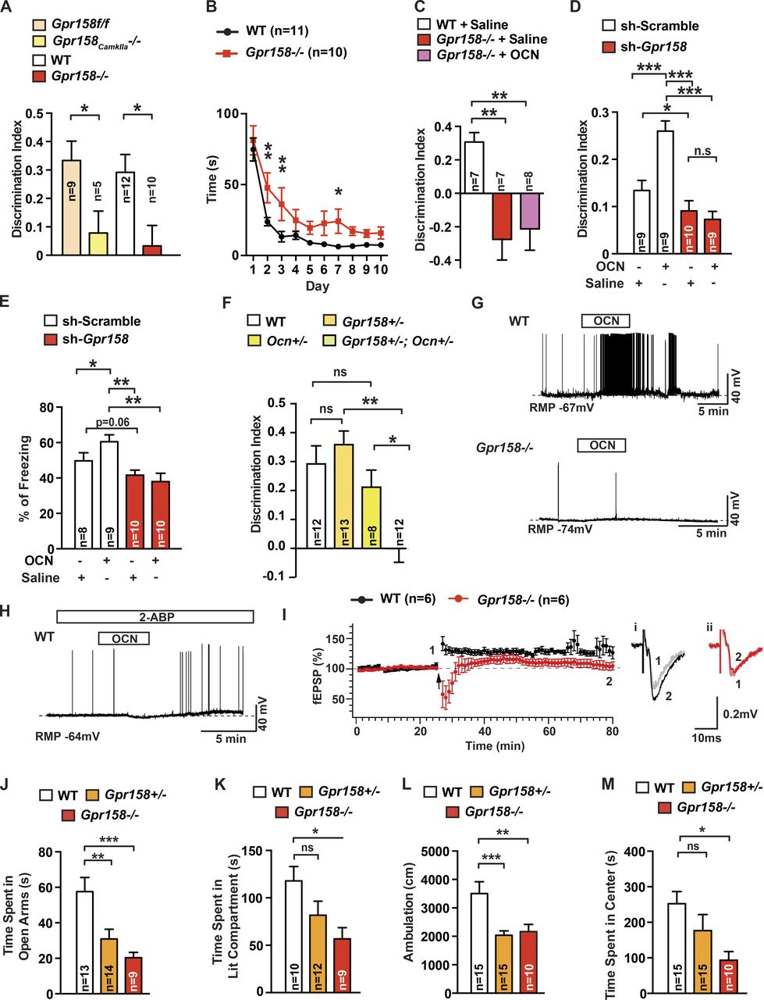 A
Gpr158f/f
Gpr158CamkIIa-/-
WT
Gpr158-/-
Discrimination Index
0.5
0.4
0.3
0.2
0.1
0
*
*
n=9
n=5
n=12
n=10
B
WT (n=11)
Gpr158-/- (n=10)
Time (s)
100
50
0
**
**
*
1 2 3 4 5 6 7 8 9 10
Day
C
WT + Saline
Gpr158-/- + Saline
Gpr158-/- + OCN
Discrimination Index
0.4
0.2
0.0
-0.2
-0.4
**
**
n=7
n=7
n=8
D
sh-Scramble
sh-Gpr158
Discrimination Index
0.3
0.2
0.1
0
***
***
***
*
n.s
n=9
n=9
n=10
n=9
OCN - + - +
Saline + - + -
E
sh-Scramble
sh-Gpr158
% of Freezing
80
60
40
20
0
*
**
**
p=0.06
n=8
n=9
n=10
n=10
OCN - + - +
Saline + - + -
F
WT
Gpr158+/-
Ocn+/-
Gpr158+/-; Ocn+/-
Discrimination Index
0.5
0.4
0.3
0.2
0.1
0.0
-0.1
ns
ns
**
*
n=12
n=13
n=8
n=12
G
WT
OCN
RMP -67mV
40 mV
5 min
Gpr158-/-
OCN
RMP -74mV
40 mV
5 min
H
2-ABP
WT
OCN
RMP -64mV
40 mV
5 min
I
WT (n=6)
Gpr158-/- (n=6)
fEPSP (%)
150
100
50
1
2
0 20 40 60 80
Time (min)
i
1
2
ii
2
1
0.2mV
10ms
J
WT
Gpr158+/-
Gpr158-/-
Time Spent in
Open Arms (s)
80
60
40
20
0
***
**
n=13
n=14
n=9
K
WT
Gpr158+/-
Gpr158-/-
Time Spent in
Lit Compartment (s)
150
100
50
0
*
ns
n=10
n=12
n=9
L
WT
Gpr158+/-
Gpr158-/-
Ambulation (cm)
5000
4000
3000
2000
1000
0
**
***
n=15
n=15
n=10
M
WT
Gpr158+/-
Gpr158-/-
Time Spent in Center (s)
400
300
200
100
0
*
ns
n=15
n=15
n=10